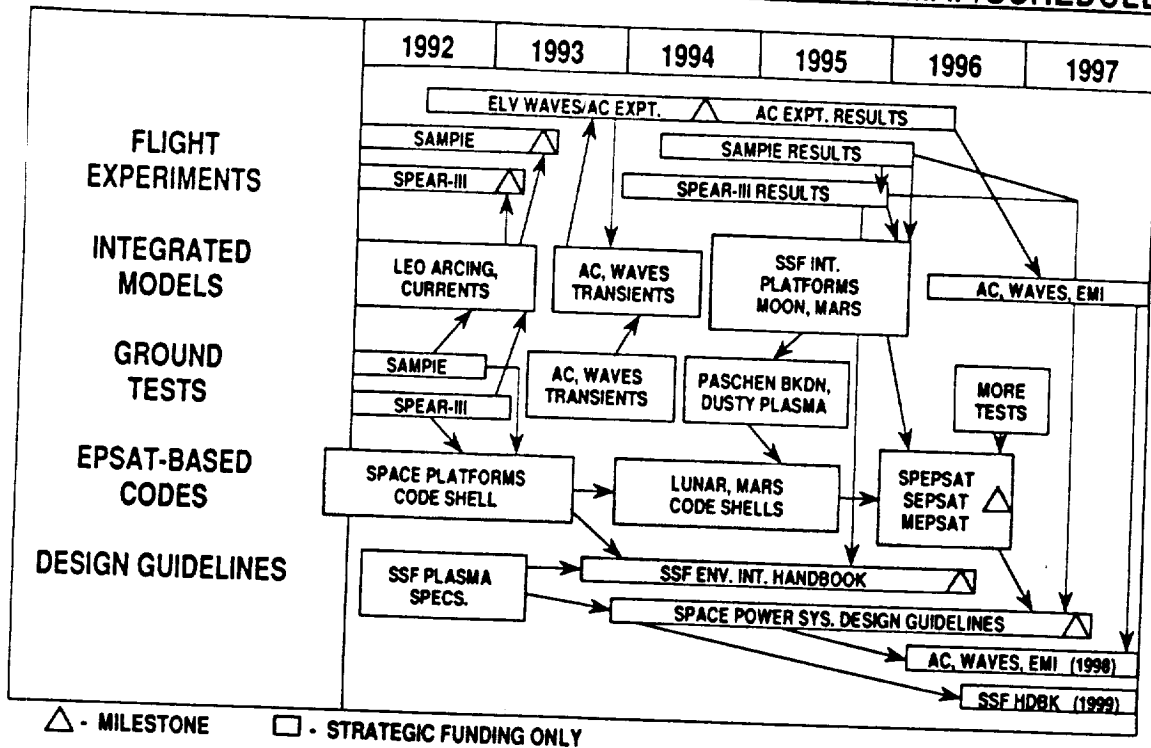 1992 1993 1994 1995 1996 1997
FLIGHT
EXPERIMENTS
ELV WAVES/AC EXPT. AC EXPT. RESULTS
SAMPIE
SAMPIE RESULTS
SPEAR-III
SPEAR-III RESULTS
INTEGRATED
MODELS
LEO ARCING,
CURRENTS
AC, WAVES
TRANSIENTS
SSF INT.
PLATFORMS
MOON, MARS
AC, WAVES, EMI
GROUND
TESTS
SAMPIE
SPEAR-III
AC, WAVES
TRANSIENTS
PASCHEN BKDN,
DUSTY PLASMA
MORE
TESTS
EPSAT-BASED
CODES
SPACE PLATFORMS
CODE SHELL
LUNAR, MARS
CODE SHELLS
SPEPSAT
SEPSAT
MEPSAT
DESIGN GUIDELINES
SSF PLASMA
SPECS.
SSF ENV. INT. HANDBOOK
SPACE POWER SYS. DESIGN GUIDELINES
AC, WAVES, EMI (1998)
SSF HDBK (1999)
- MILESTONE
- STRATEGIC FUNDING ONLY